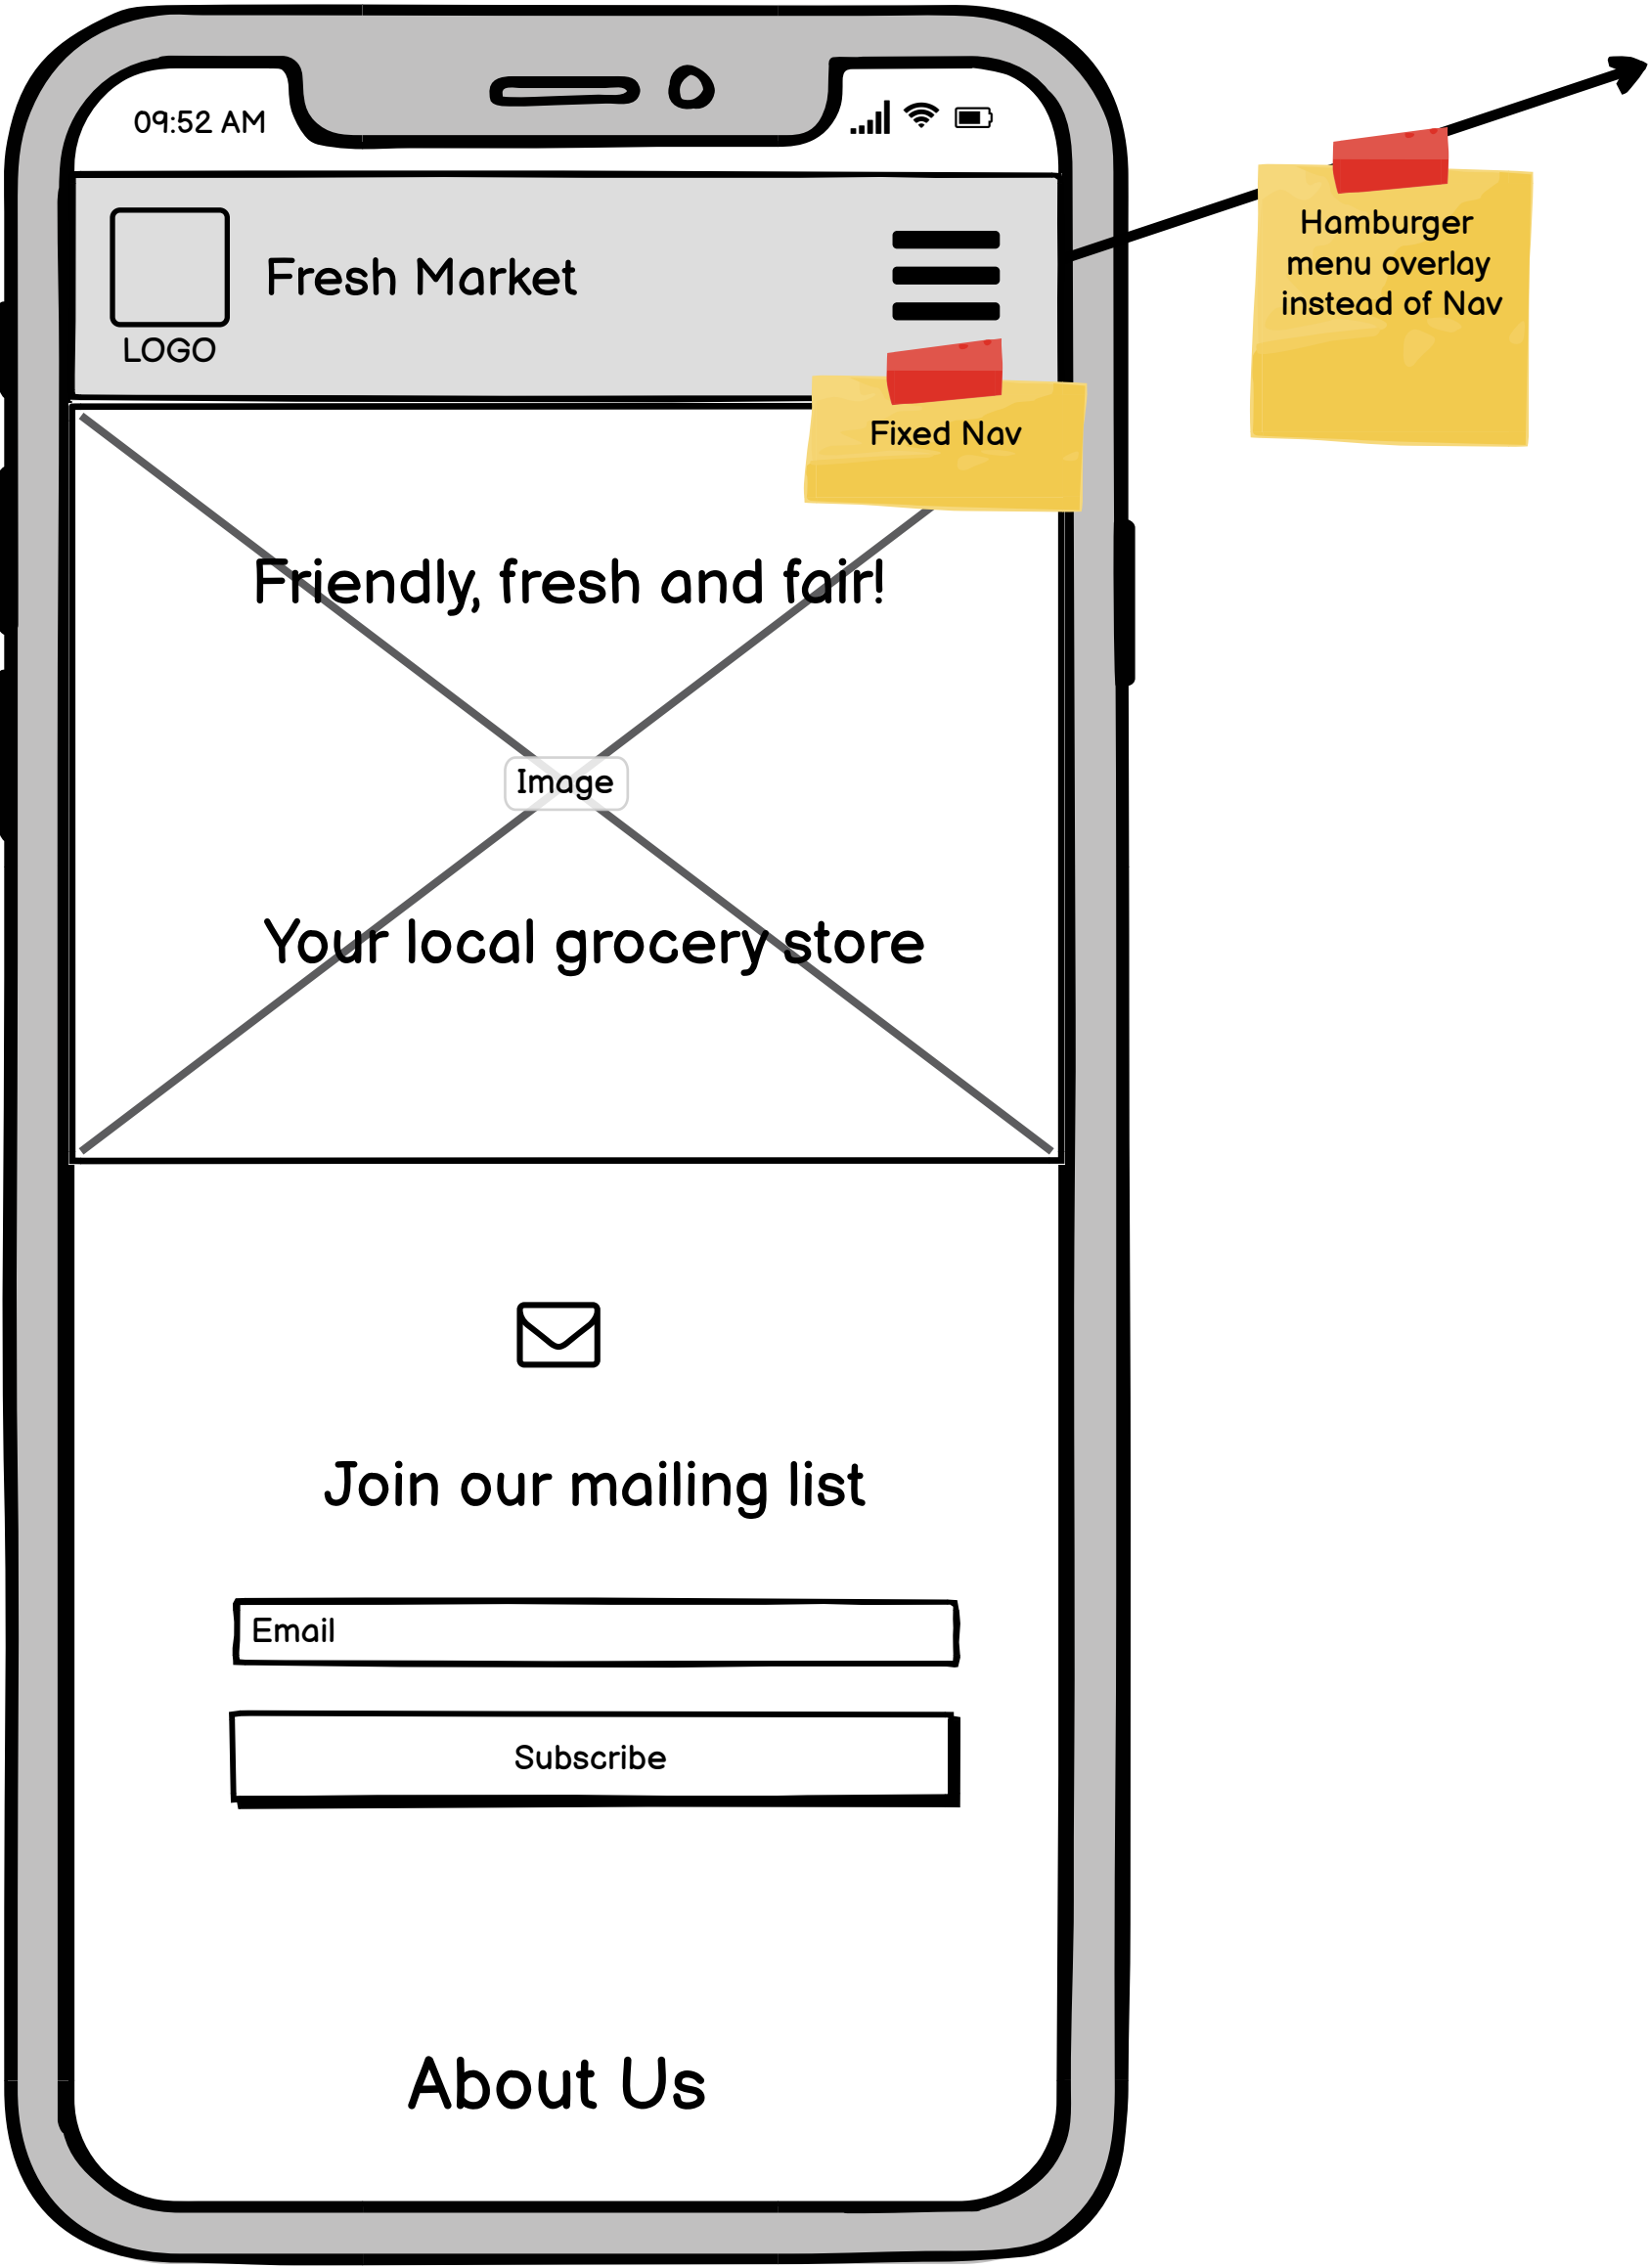 09:52 AM
Fresh Market
LOGO
Hamburger
menu overlay
instead of Nav
Fixed Nav
Friendly, fresh and fair!
Image
Your local grocery store
Join our mailing list
Email
Subscribe
About Us